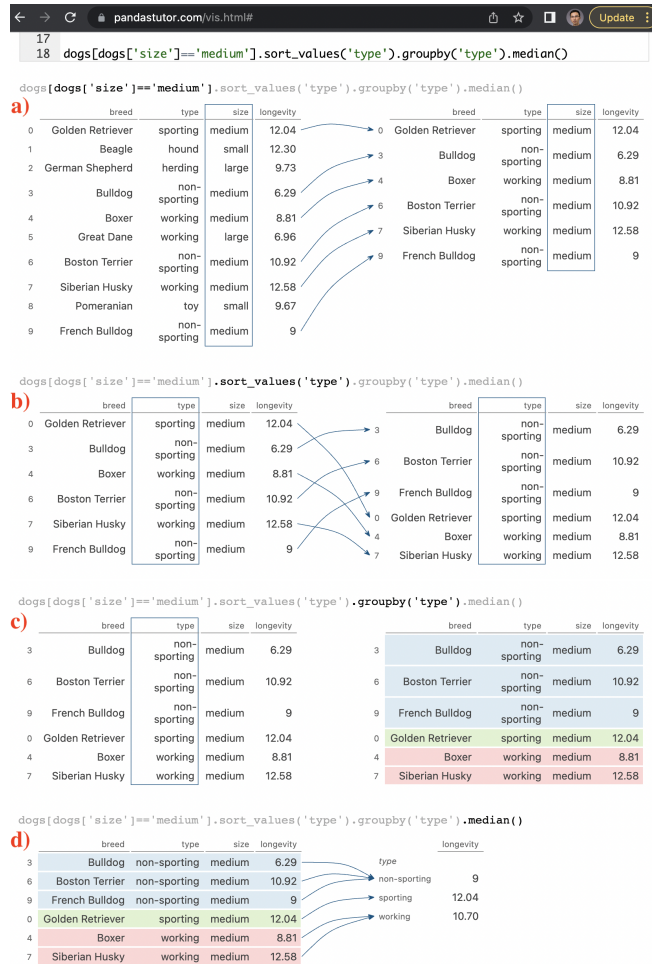 pandastutor.com/vis.html#
Update
17
18 dogs[dogs['size']=='medium'].sort_values('type').groupby('type').median()
dogs[dogs['size']=='medium'].sort_values('type').groupby('type').median()
a)
breed type size longevity breed type size longevity
0 Golden Retriever sporting medium 12.04 0 Golden Retriever sporting medium 12.04
1 Beagle hound small 12.30
2 German Shepherd herding large 9.73
3 Bulldog non-sporting medium 6.29 3 Bulldog non-sporting medium 6.29
4 Boxer working medium 8.81 4 Boxer working medium 8.81
5 Great Dane working large 6.96
6 Boston Terrier non-sporting medium 10.92 6 Boston Terrier non-sporting medium 10.92
7 Siberian Husky working medium 12.58 7 Siberian Husky working medium 12.58
8 Pomeranian toy small 9.67
9 French Bulldog non-sporting medium 9 9 French Bulldog non-sporting medium 9
dogs[dogs['size']=='medium'].sort_values('type').groupby('type').median()
b)
breed type size longevity breed type size longevity
0 Golden Retriever sporting medium 12.04 3 Bulldog non-sporting medium 6.29
3 Bulldog non-sporting medium 6.29 6 Boston Terrier non-sporting medium 10.92
4 Boxer working medium 8.81 9 French Bulldog non-sporting medium 9
6 Boston Terrier non-sporting medium 10.92 0 Golden Retriever sporting medium 12.04
7 Siberian Husky working medium 12.58 4 Boxer working medium 8.81
9 French Bulldog non-sporting medium 9 7 Siberian Husky working medium 12.58
dogs[dogs['size']=='medium'].sort_values('type').groupby('type').median()
c)
breed type size longevity breed type size longevity
3 Bulldog non-sporting medium 6.29 3 Bulldog non-sporting medium 6.29
6 Boston Terrier non-sporting medium 10.92 6 Boston Terrier non-sporting medium 10.92
9 French Bulldog non-sporting medium 9 9 French Bulldog non-sporting medium 9
0 Golden Retriever sporting medium 12.04 0 Golden Retriever sporting medium 12.04
4 Boxer working medium 8.81 4 Boxer working medium 8.81
7 Siberian Husky working medium 12.58 7 Siberian Husky working medium 12.58
dogs[dogs['size']=='medium'].sort_values('type').groupby('type').median()
d)
breed type size longevity longevity
3 Bulldog non-sporting medium 6.29 type
6 Boston Terrier non-sporting medium 10.92 non-sporting 9
9 French Bulldog non-sporting medium 9 sporting 12.04
0 Golden Retriever sporting medium 12.04 working 10.70
4 Boxer working medium 8.81
7 Siberian Husky working medium 12.58